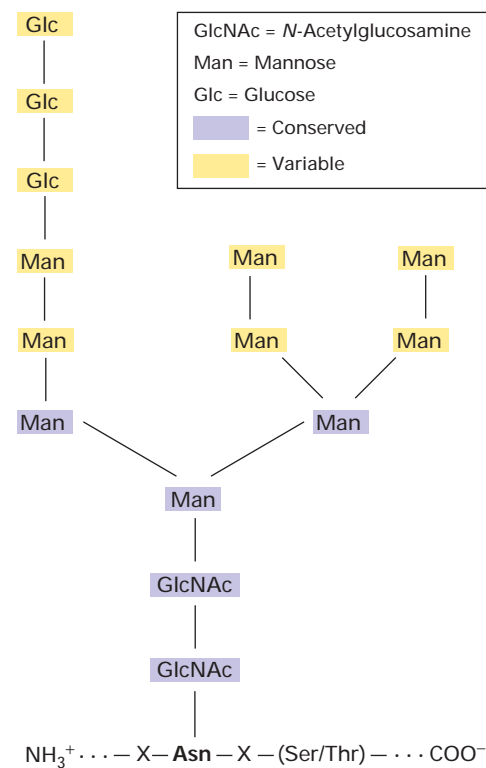 Glc
GlcNAc = N-Acetylglucosamine
Man = Mannose
Glc = Glucose
= Conserved
= Variable
Glc
Glc
Man Man Man
Man Man Man
Man Man
Man
GlcNAc
GlcNAc
NH₃⁺ · · · — X — Asn — X — (Ser/Thr) — · · · COO⁻